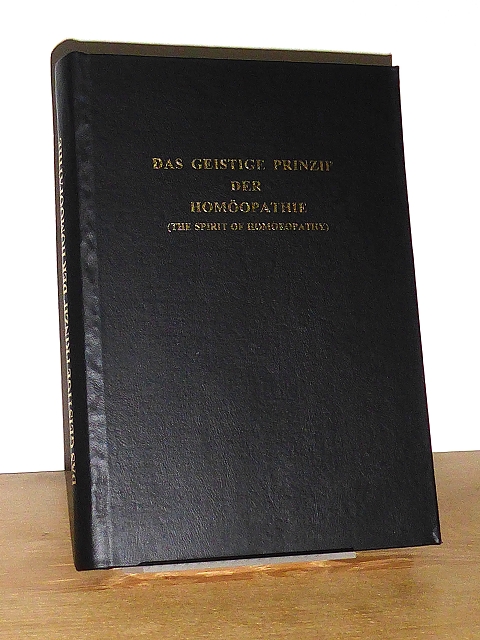 DAS GEISTIGE PRINZIP
DER
HOMÖOPATHIE
(THE SPIRIT OF HOMOEOPATHY)
DAS GEISTIGE PRINZIP DER HOMÖOPATHIE